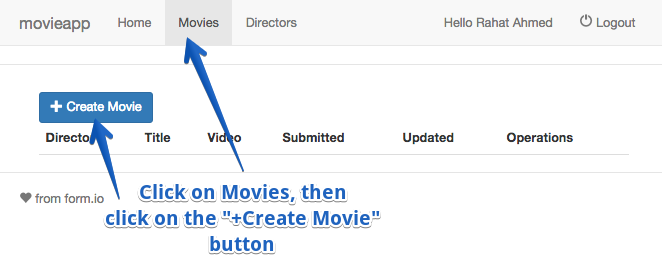 movieapp Home Movies Directors Hello Rahat Ahmed Logout
+ Create Movie
Director Title Video Submitted Updated Operations
from form.io
Click on Movies, then
click on the "+Create Movie"
button